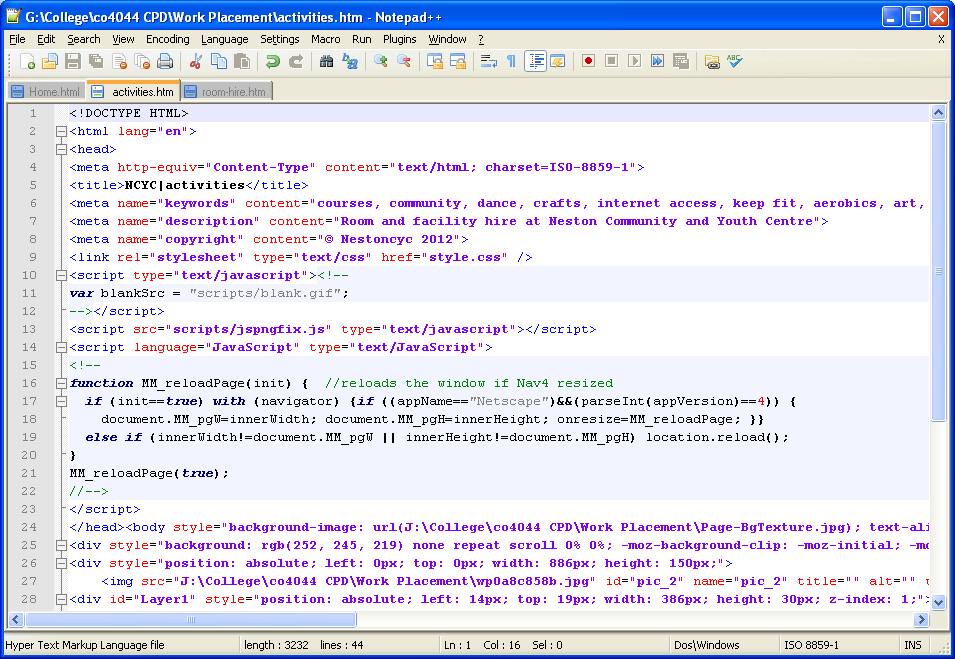 G:\College\co4044 CPD\Work Placement\activities.htm - Notepad++
File Edit Search View Encoding Language Settings Macro Run Plugins Window ? X
ABC
Home.html activities.htm room-hire.htm
1 <!DOCTYPE HTML>
2 <html lang="en">
3 <head>
4 <meta http-equiv="Content-Type" content="text/html; charset=ISO-8859-1">
5 <title>NCYC|activities</title>
6 <meta name="keywords" content="courses, community, dance, crafts, internet access, keep fit, aerobics, art,
7 <meta name="description" content="Room and facility hire at Neston Community and Youth Centre">
8 <meta name="copyright" content="© Nestoncyc 2012">
9 <link rel="stylesheet" type="text/css" href="style.css" />
10 <script type="text/javascript"><!--
11 var blankSrc = "scripts/blank.gif";
12 --></script>
13 <script src="scripts/jspngfix.js" type="text/javascript"></script>
14 <script language="JavaScript" type="text/JavaScript">
15 <!--
16 function MM_reloadPage(init) {  //reloads the window if Nav4 resized
17   if (init==true) with (navigator) {if ((appName=="Netscape")&&(parseInt(appVersion)==4)) {
18     document.MM_pgW=innerWidth; document.MM_pgH=innerHeight; onresize=MM_reloadPage; }}
19   else if (innerWidth!=document.MM_pgW || innerHeight!=document.MM_pgH) location.reload();
20 }
21 MM_reloadPage(true);
22 //-->
23 </script>
24 </head><body style="background-image: url(J:\College\co4044 CPD\Work Placement\Page-BgTexture.jpg); text-ali
25 <div style="background: rgb(252, 245, 219) none repeat scroll 0% 0%; -moz-background-clip: -moz-initial; -mo
26 <div style="position: absolute; left: 0px; top: 0px; width: 886px; height: 150px;">
27     <img src="J:\College\co4044 CPD\Work Placement\wp0a8c858b.jpg" id="pic_2" name="pic_2" title="" alt=""
28 <div id="Layer1" style="position: absolute; left: 14px; top: 19px; width: 386px; height: 30px; z-index: 1;">
Hyper Text Markup Language file length : 3232 lines : 44 Ln : 1 Col : 16 Sel : 0 Dos\Windows ISO 8859-1 INS